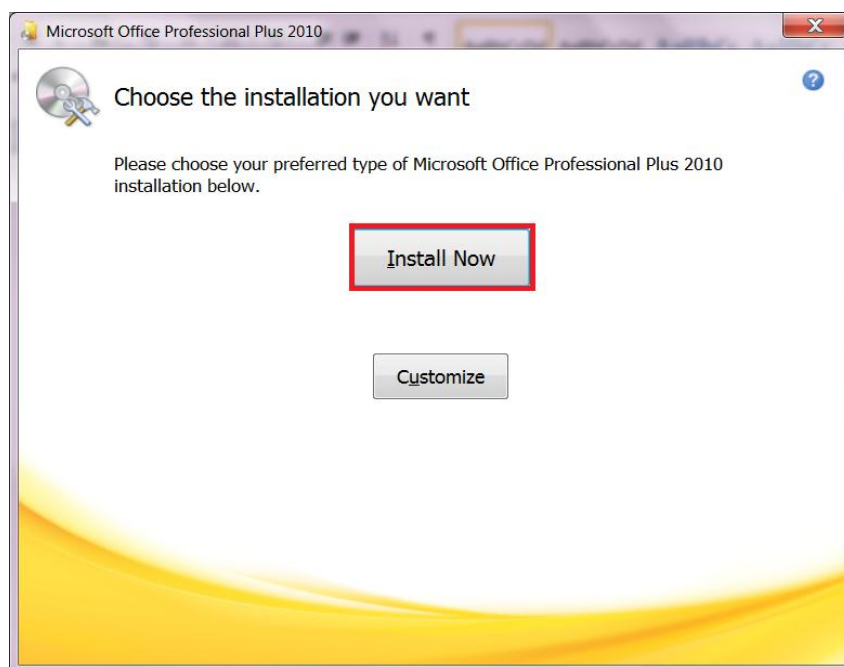 Microsoft Office Professional Plus 2010
X
?
Choose the installation you want
Please choose your preferred type of Microsoft Office Professional Plus 2010
installation below.
Install Now
Customize